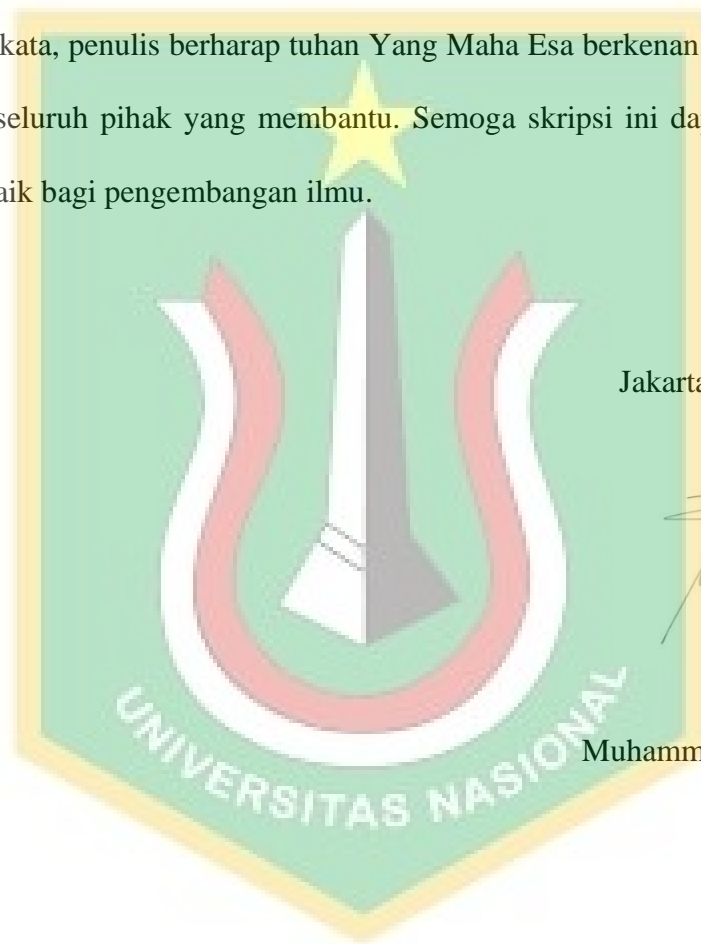 kata, penulis berharap tuhan Yang Maha Esa berkenan
seluruh pihak yang membantu. Semoga skripsi ini da
aik bagi pengembangan ilmu.
Jakarta
Muhamm
UNIVERSITAS NASIONAL